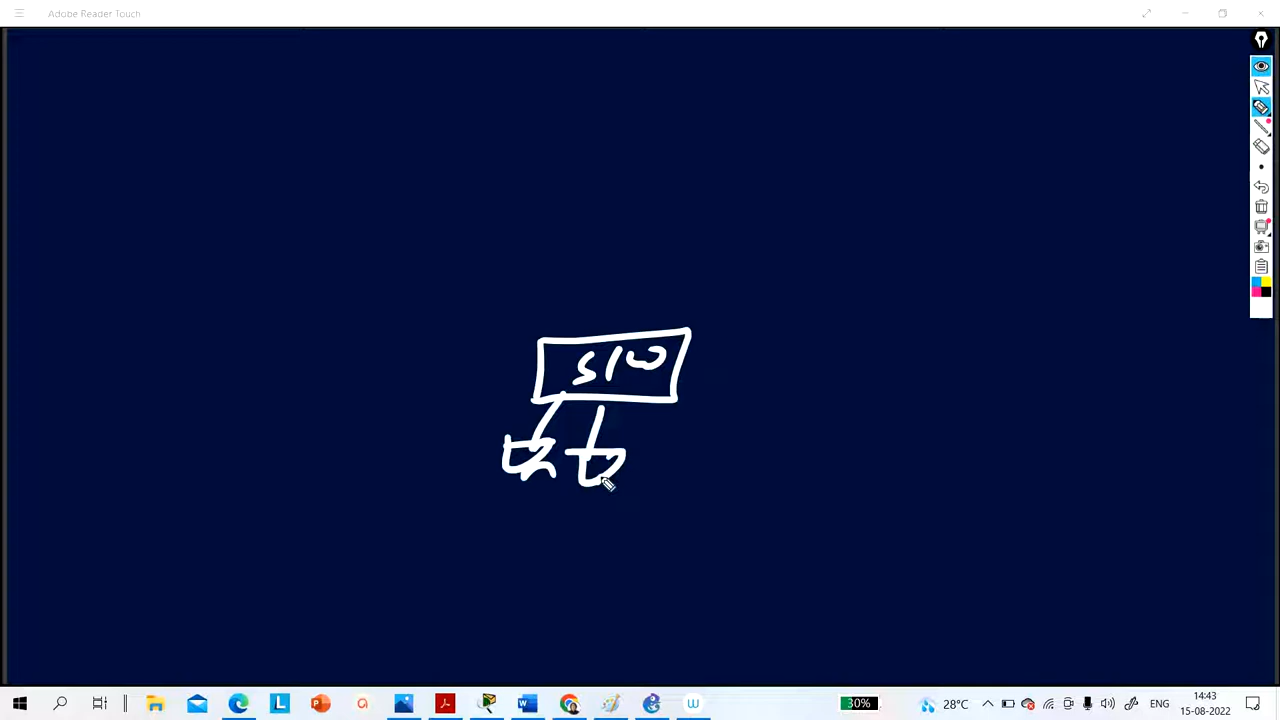 Adobe Reader Touch
S/W
30%
28°C
ENG
14:43
15-08-2022